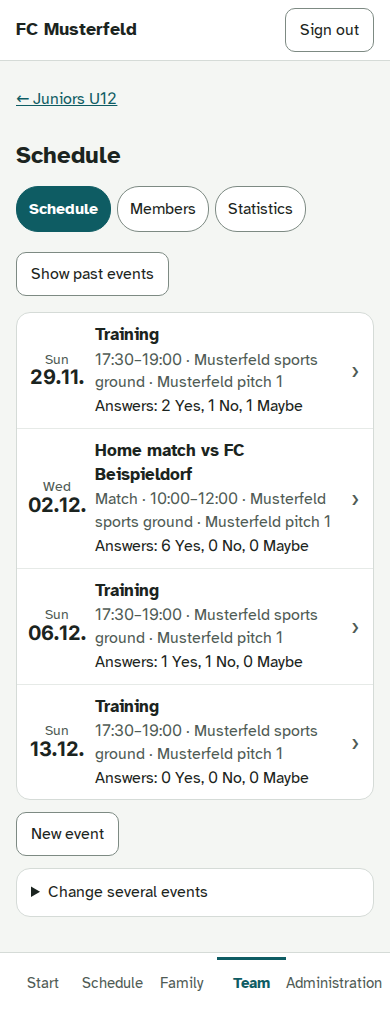 FC Musterfeld
Sign out
← Juniors U12
Schedule
Schedule
Members
Statistics
Show past events
Sun
29.11.
Training
17:30–19:00 · Musterfeld sports
ground · Musterfeld pitch 1
Answers: 2 Yes, 1 No, 1 Maybe
Wed
02.12.
Home match vs FC
Beispieldorf
Match · 10:00–12:00 · Musterfeld
sports ground · Musterfeld pitch 1
Answers: 6 Yes, 0 No, 0 Maybe
Sun
06.12.
Training
17:30–19:00 · Musterfeld sports
ground · Musterfeld pitch 1
Answers: 1 Yes, 1 No, 0 Maybe
Sun
13.12.
Training
17:30–19:00 · Musterfeld sports
ground · Musterfeld pitch 1
Answers: 0 Yes, 0 No, 0 Maybe
New event
Change several events
Start
Schedule
Family
Team
Administration